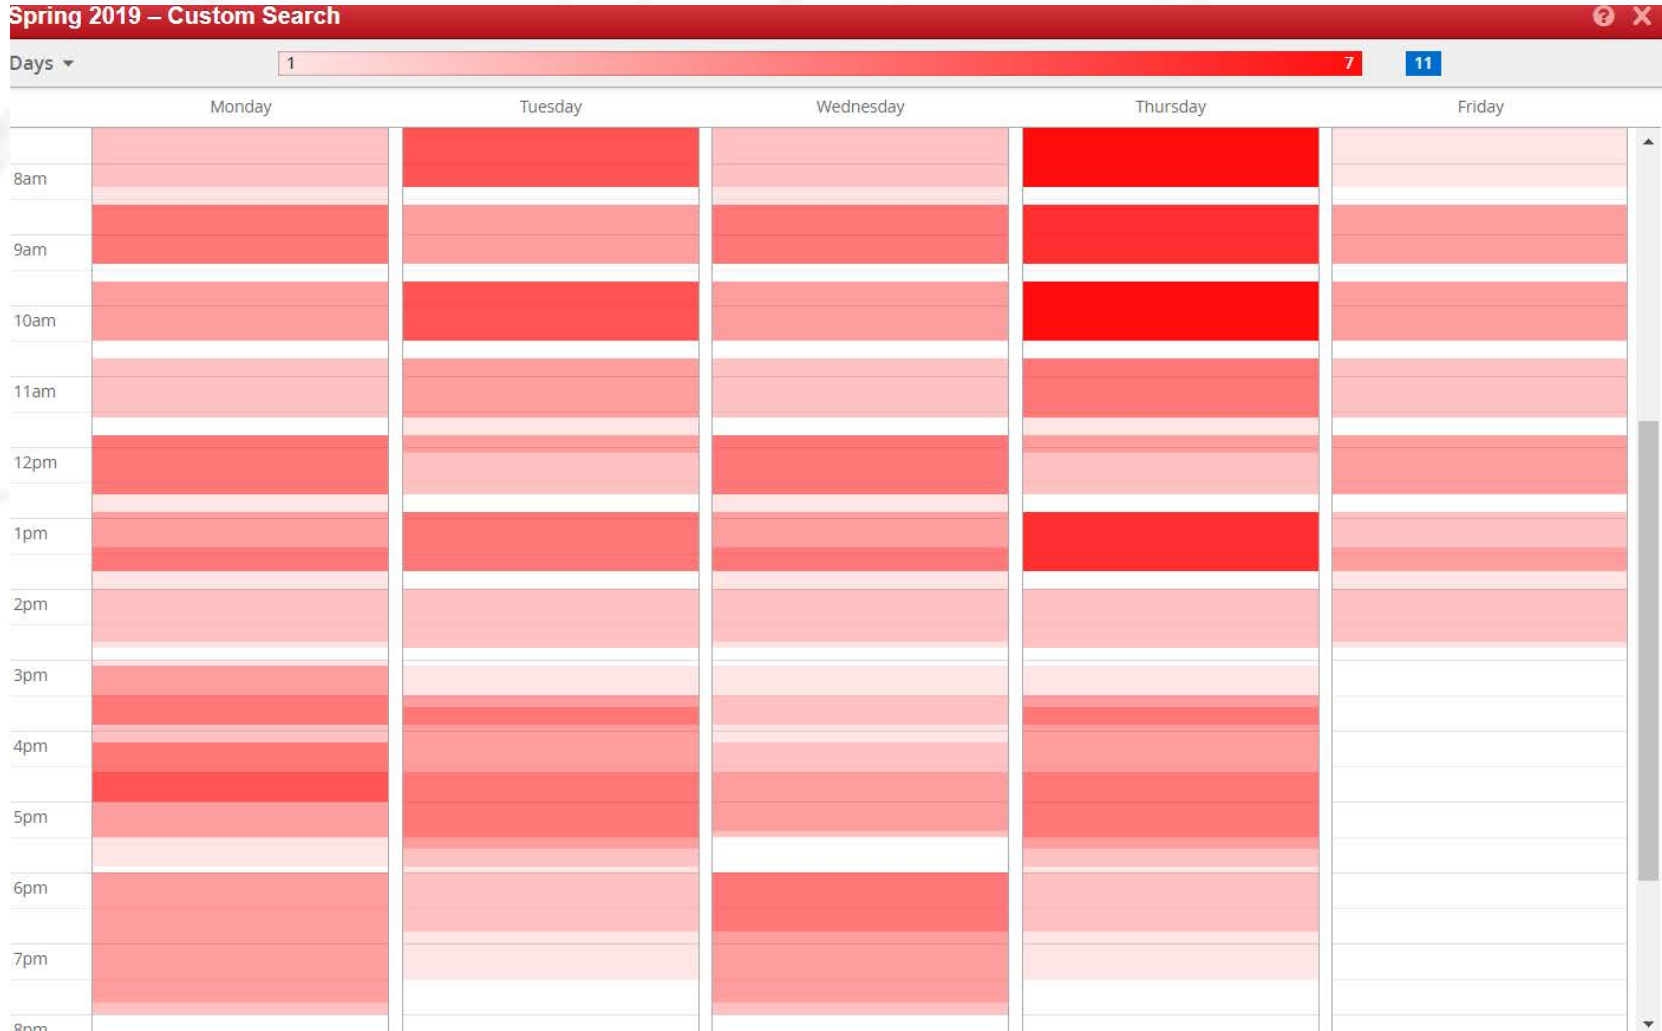 Spring 2019 – Custom Search
Days
1
7
11
Monday Tuesday Wednesday Thursday Friday
8am
9am
10am
11am
12pm
1pm
2pm
3pm
4pm
5pm
6pm
7pm
8pm